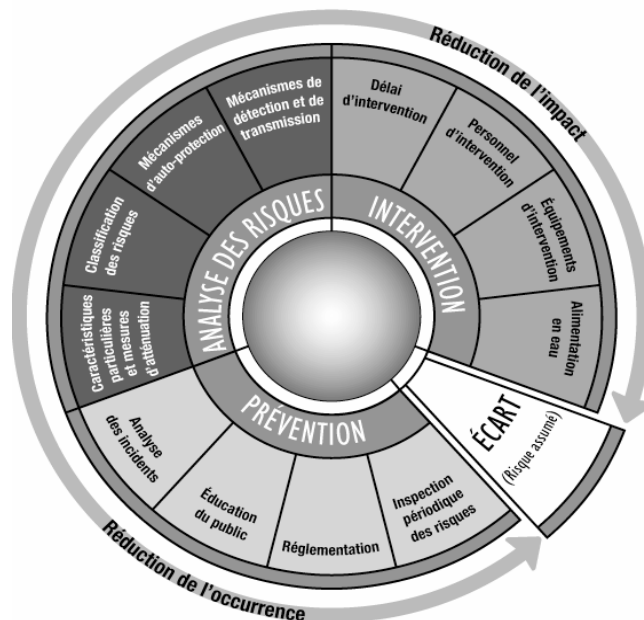 Réduction de l'impact
Mécanismes de
détection et de
transmission
Délai
d'intervention
Mécanismes
d'auto-protection
Personnel
d'intervention
Classification
des risques
Équipements
d'intervention
Caractéristiques
particulières
et mesures
d'atténuation
Alimentation
en eau
ANALYSE DES RISQUES
INTERVENTION
PRÉVENTION
ÉCART
(Risque assumé)
Analyse
des incidents
Éducation
du public
Réglementation
Inspection
périodique
des risques
Réduction de l'occurrence